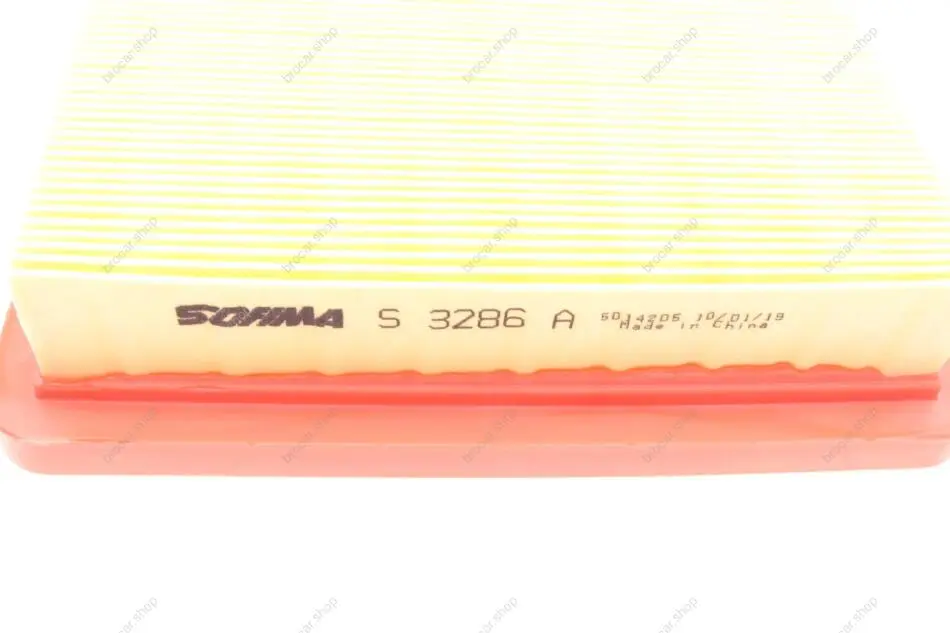 SOFIMA S 3286 A 5014205 10/01/19
Made in China
brocar.shop